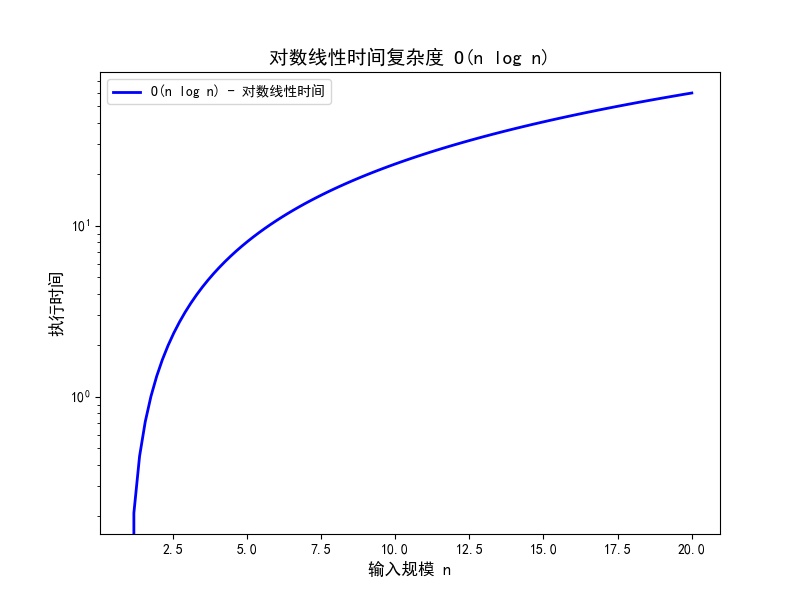 对数线性时间复杂度 O(n log n)
O(n log n) - 对数线性时间
执行时间
10¹
10⁰
2.5 5.0 7.5 10.0 12.5 15.0 17.5 20.0
输入规模 n